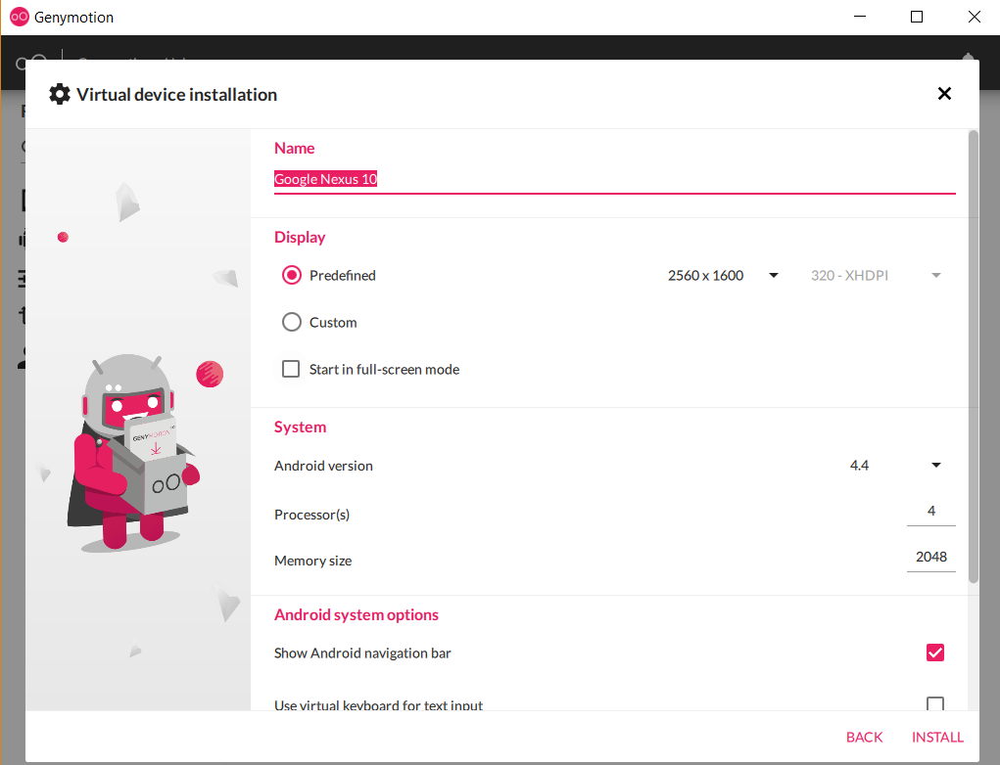 Genymotion
Virtual device installation
Name
Google Nexus 10
Display
Predefined
2560 x 1600
320 - XHDPI
Custom
Start in full-screen mode
System
Android version
4.4
Processor(s)
4
Memory size
2048
Android system options
Show Android navigation bar
Use virtual keyboard for text input
BACK
INSTALL